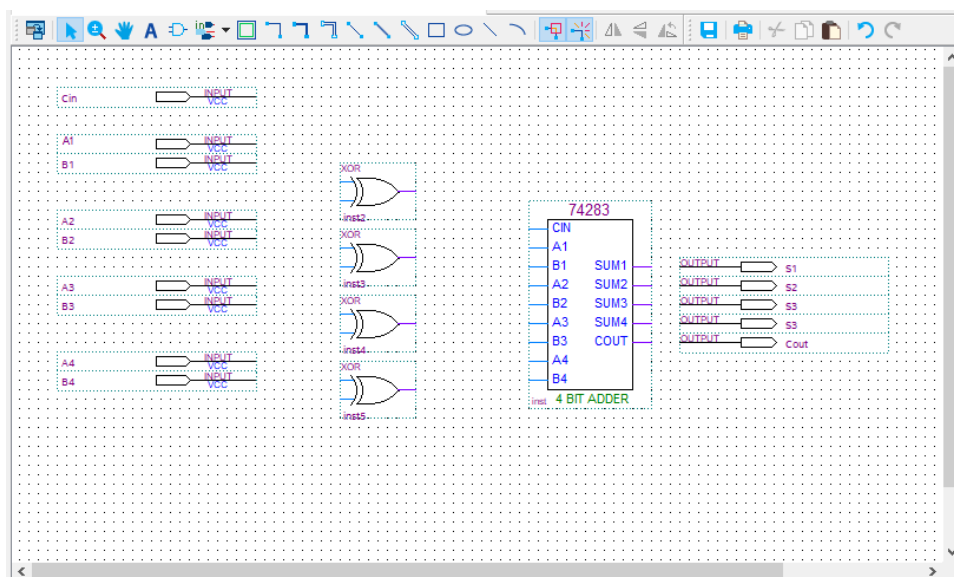 A
in
Cin INPUT
VCC
A1 INPUT
VCC
B1 INPUT
VCC
A2 INPUT
VCC
B2 INPUT
VCC
A3 INPUT
VCC
B3 INPUT
VCC
A4 INPUT
VCC
B4 INPUT
VCC
XOR
inst2
XOR
inst3
XOR
inst4
XOR
inst5
74283
CIN
A1
B1 SUM1
A2 SUM2
B2 SUM3
A3 SUM4
B3 COUT
A4
B4
inst 4 BIT ADDER
OUTPUT S1
OUTPUT S2
OUTPUT S3
OUTPUT S3
OUTPUT Cout